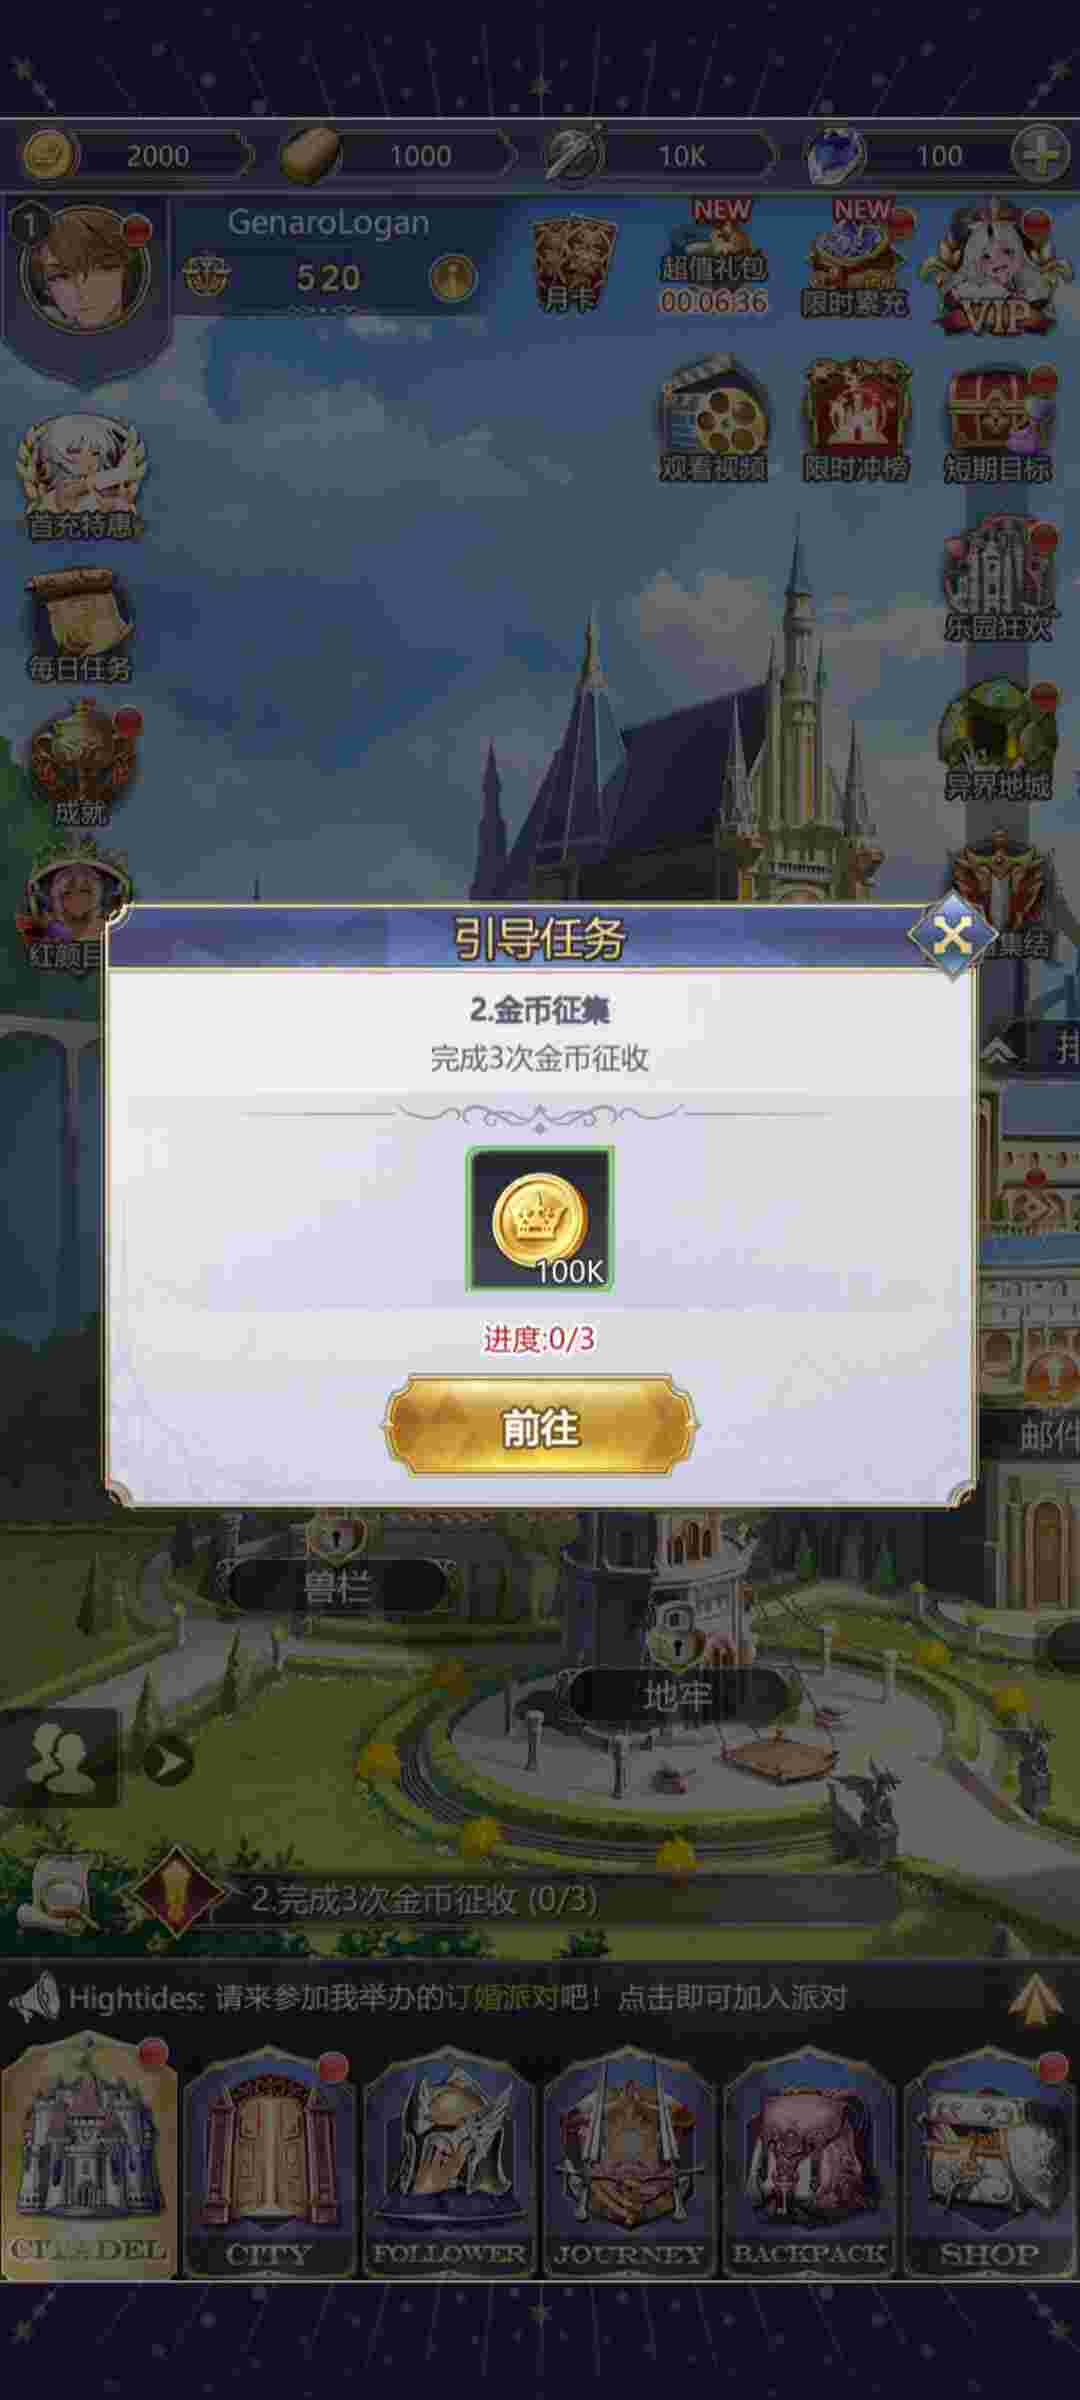 2000
1000
10K
100
1
GenaroLogan
520
月卡
NEW
超值礼包
00:06:36
NEW
限时累充
VIP
首充特惠
观看视频
限时冲榜
短期目标
每日任务
乐园狂欢
成就
异界地城
红颜目
集结
引导任务
2.金币征集
完成3次金币征收
100K
进度:0/3
前往
排
邮件
兽栏
地牢
2.完成3次金币征收 (0/3)
Hightides: 请来参加我举办的订婚派对吧！点击即可加入派对
CITADEL
CITY
FOLLOWER
JOURNEY
BACKPACK
SHOP